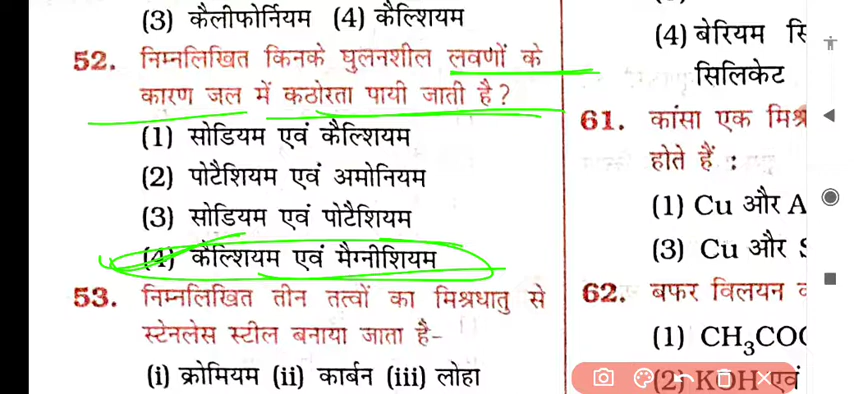 (3) कैलीफोर्नियम (4) कैल्शियम
52. निम्नलिखित किनके घुलनशील लवणों के
कारण जल में कठोरता पायी जाती है?
(1) सोडियम एवं कैल्शियम
(2) पोटैशियम एवं अमोनियम
(3) सोडियम एवं पोटैशियम
(4) कैल्शियम एवं मैग्नीशियम
53. निम्नलिखित तीन तत्वों का मिश्रधातु से
स्टेनलेस स्टील बनाया जाता है-
(i) क्रोमियम (ii) कार्बन (iii) लोहा
(4) बेरियम सि
सिलिकेट
61. कांसा एक मिश्र
होते हैं :
(1) Cu और A
(3) Cu और S
62. बफर विलयन
(1) CH₃COO
(2) KOH एवं